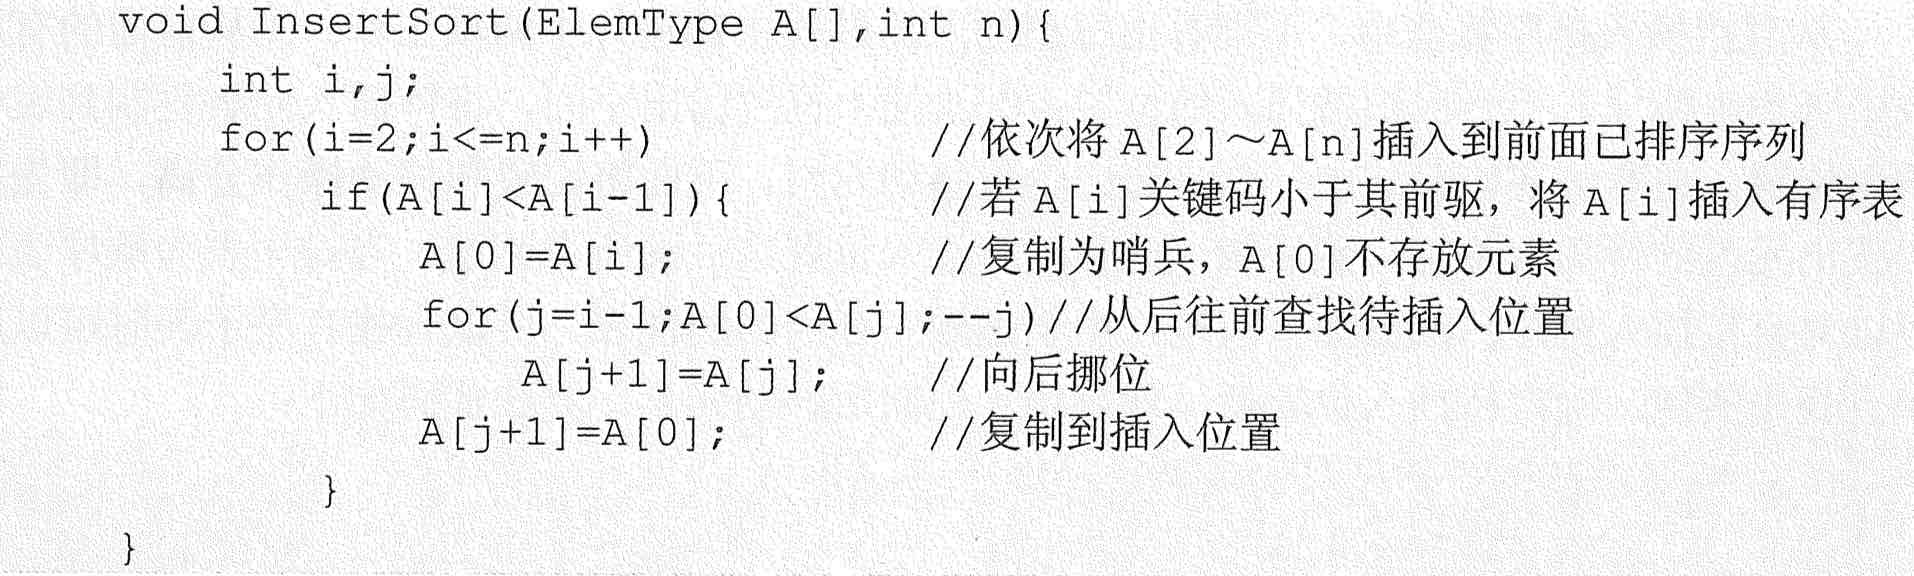 void InsertSort(ElemType A[],int n){
int i,j;
for(i=2;i<=n;i++) //依次将A[2]～A[n]插入到前面已排序序列
if(A[i]<A[i-1]){ //若A[i]关键码小于其前驱，将A[i]插入有序表
A[0]=A[i]; //复制为哨兵，A[0]不存放元素
for(j=i-1;A[0]<A[j];--j)//从后往前查找待插入位置
A[j+1]=A[j]; //向后挪位
A[j+1]=A[0]; //复制到插入位置
}
}